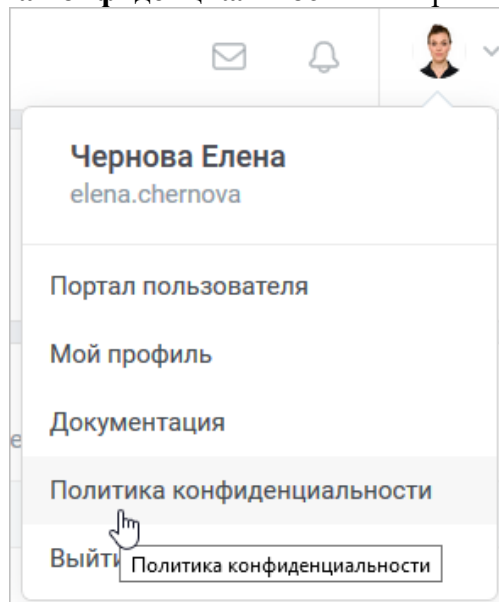 Чернова Елена
elena.chernova
Портал пользователя
Мой профиль
Документация
Политика конфиденциальности
Выйти
Политика конфиденциальности